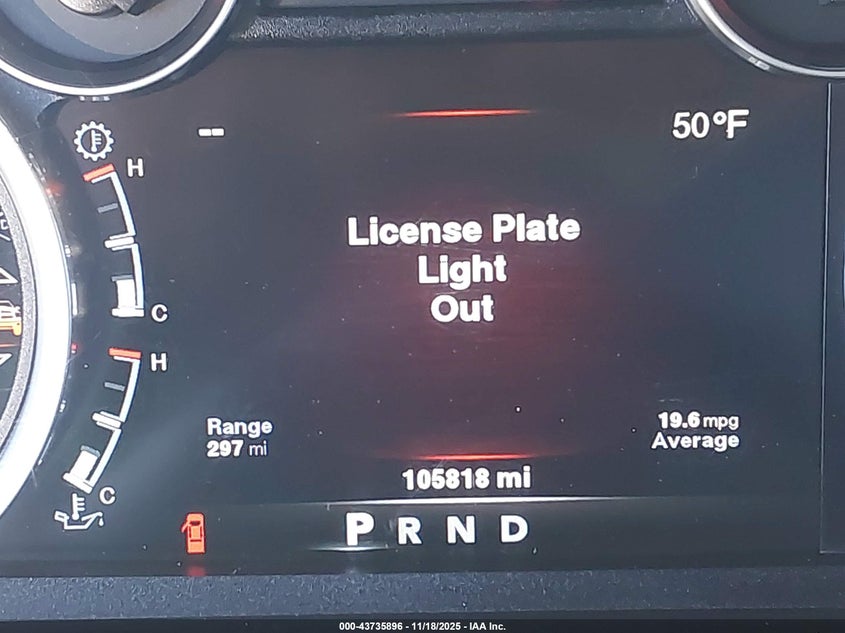 -- 50°F
H
License Plate
Light
Out
C
H
Range
297 mi
19.6 mpg
Average
105818 mi
C
P R N D
000-43735896 - 11/18/2025 - IAA Inc.